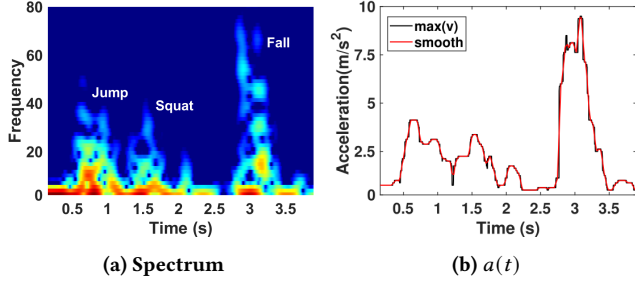 80
60
40
20
0
Frequency
Jump
Squat
Fall
0.5 1 1.5 2 2.5 3 3.5
Time (s)
(a) Spectrum
10
7.5
5
2.5
0
Acceleration(m/s²)
max(v)
smooth
0.5 1 1.5 2 2.5 3 3.5
Time (s)
(b) a(t)